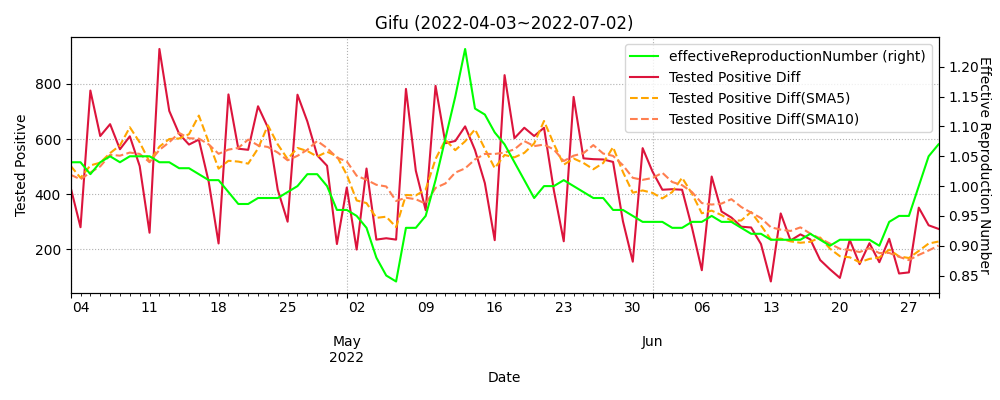 Gifu (2022-04-03~2022-07-02)
effectiveReproductionNumber (right)
Tested Positive Diff
Tested Positive Diff(SMA5)
Tested Positive Diff(SMA10)
Tested Positive
800
600
400
200
1.20
1.15
1.10
1.05
1.00
0.95
0.90
0.85
Effective Reproduction Number
04 11 18 25 02 09 16 23 30 06 13 20 27
May Jun
2022
Date